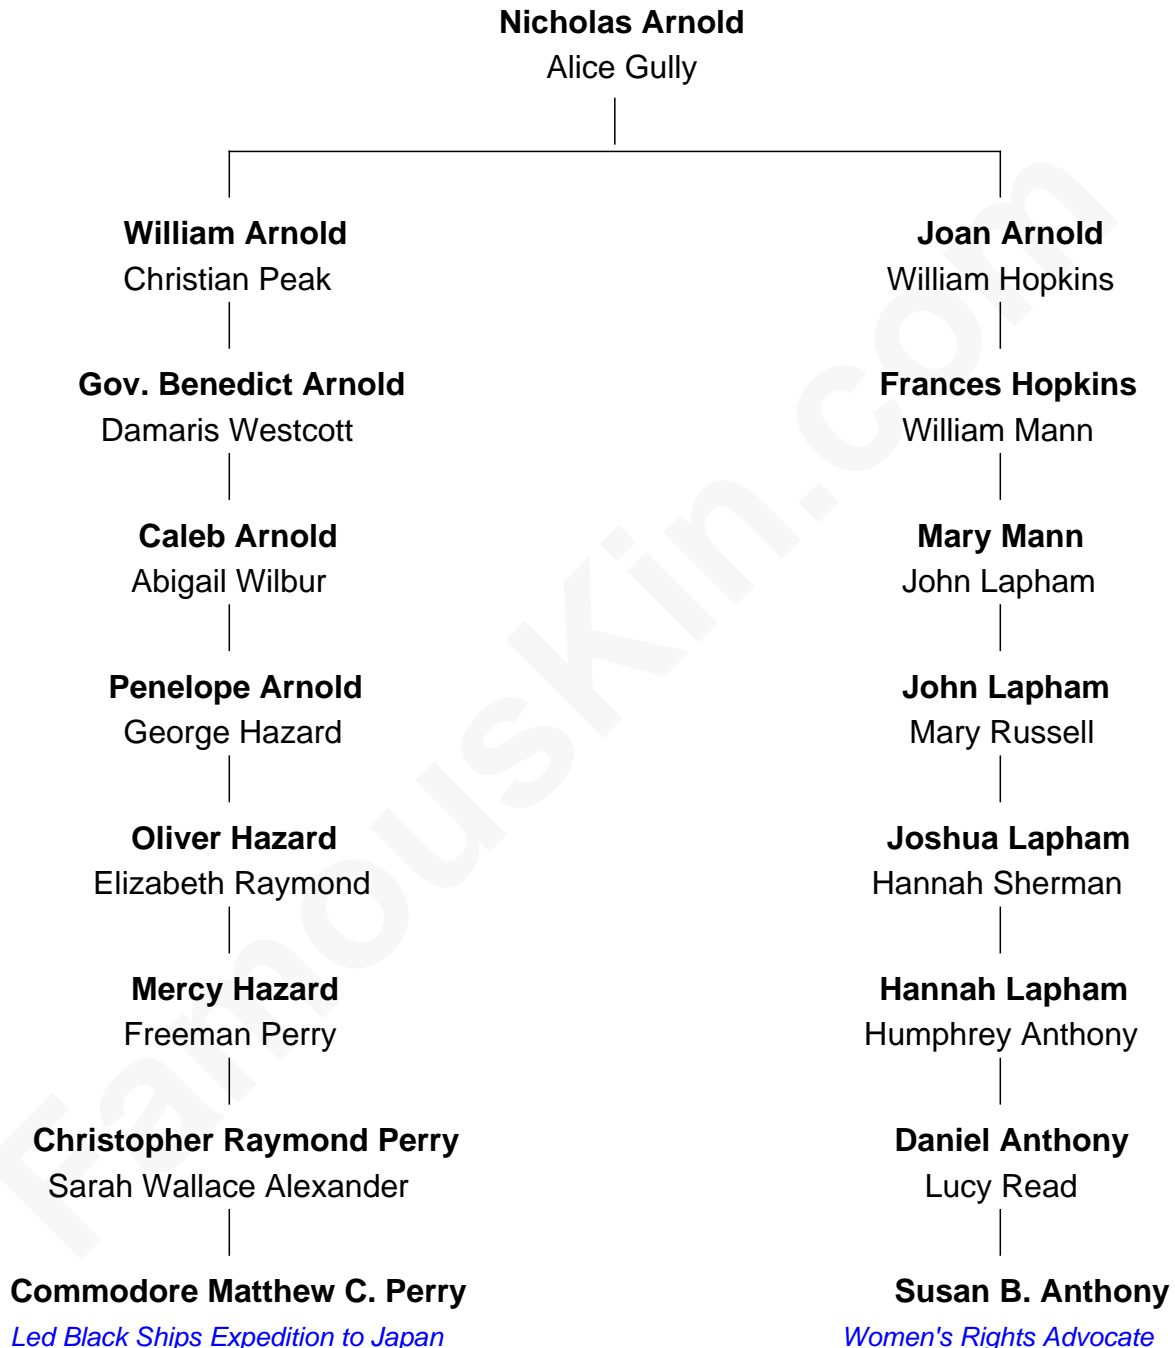 Nicholas Arnold
Alice Gully
William Arnold
Christian Peak
Joan Arnold
William Hopkins
Gov. Benedict Arnold
Damaris Westcott
Frances Hopkins
William Mann
Caleb Arnold
Abigail Wilbur
Mary Mann
John Lapham
Penelope Arnold
George Hazard
John Lapham
Mary Russell
Oliver Hazard
Elizabeth Raymond
Joshua Lapham
Hannah Sherman
Mercy Hazard
Freeman Perry
Hannah Lapham
Humphrey Anthony
Christopher Raymond Perry
Sarah Wallace Alexander
Daniel Anthony
Lucy Read
Commodore Matthew C. Perry
Led Black Ships Expedition to Japan
Susan B. Anthony
Women's Rights Advocate
FamousKin.com